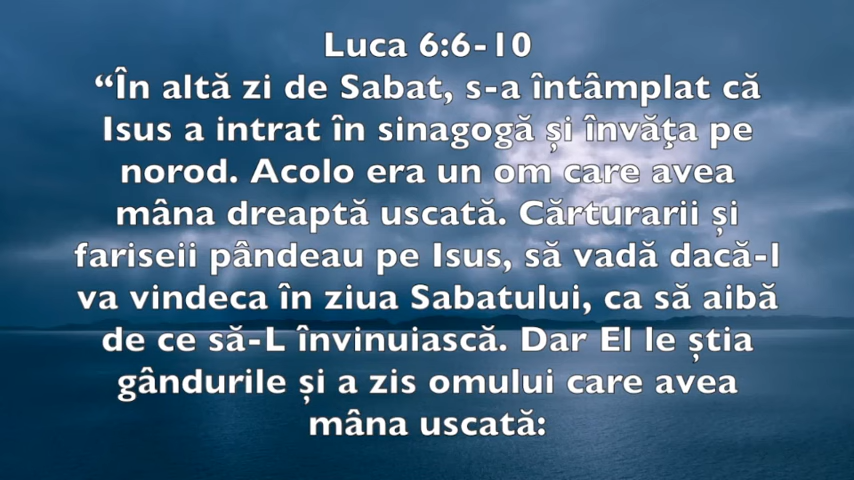 Luca 6:6-10
“În altă zi de Sabat, s-a întâmplat că
Isus a intrat în sinagogă și învăţa pe
norod. Acolo era un om care avea
mâna dreaptă uscată. Cărturarii și
fariseii pândeau pe Isus, să vadă dacă-l
va vindeca în ziua Sabatului, ca să aibă
de ce să-L învinuiască. Dar El le știa
gândurile și a zis omului care avea
mâna uscată: